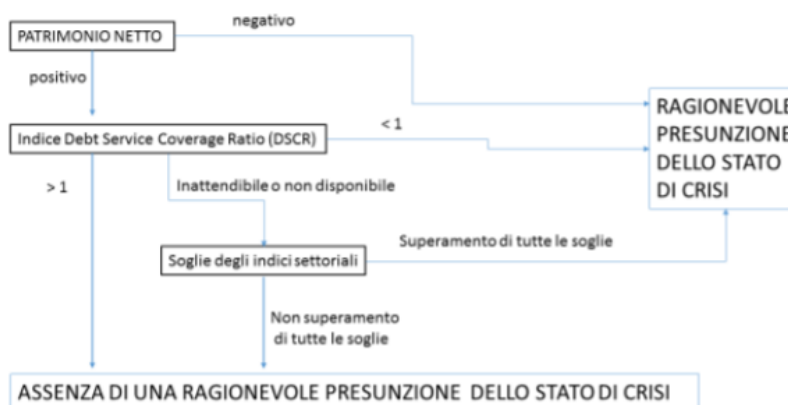 negativo
PATRIMONIO NETTO
positivo
RAGIONEVOLE
PRESUNZIONE
DELLO STATO
DI CRISI
< 1
Indice Debt Service Coverage Ratio (DSCR)
> 1
Inattendibile o non disponibile
Superamento di tutte le soglie
Soglie degli indici settoriali
Non superamento
di tutte le soglie
ASSENZA DI UNA RAGIONEVOLE PRESUNZIONE DELLO STATO DI CRISI